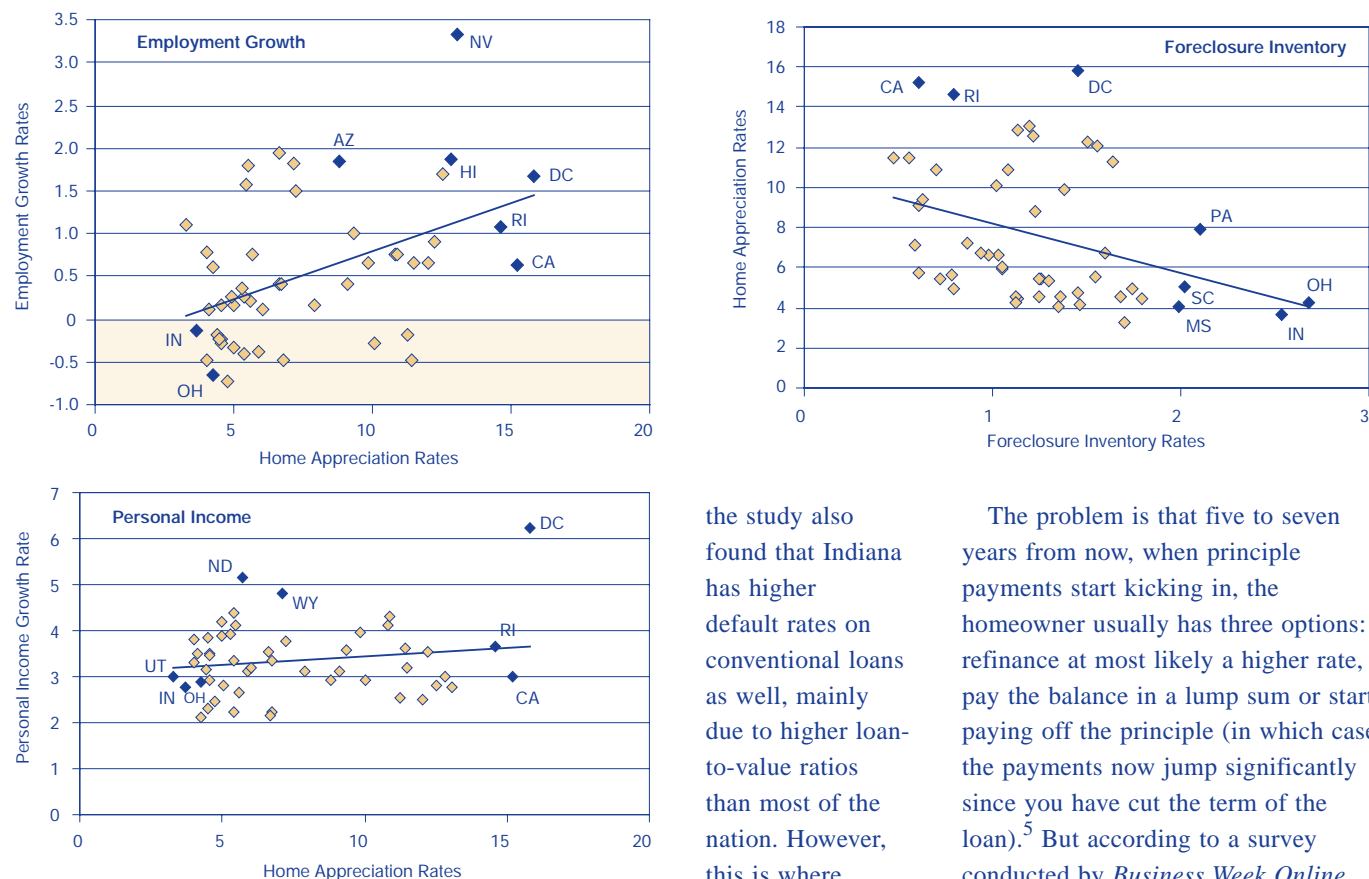 Employment Growth
Employment Growth Rates
3.5
3.0
2.5
2.0
1.5
1.0
0.5
0
-0.5
-1.0
NV
AZ
HI
DC
RI
CA
IN
OH
0 5 10 15 20
Home Appreciation Rates
Foreclosure Inventory
Home Appreciation Rates
18
16
14
12
10
8
6
4
2
0
CA
RI
DC
PA
SC
MS
OH
IN
0 1 2 3
Foreclosure Inventory Rates
Personal Income
Personal Income Growth Rate
7
6
5
4
3
2
1
0
DC
ND
WY
RI
UT
IN OH
CA
0 5 10 15 20
Home Appreciation Rates
the study also
found that Indiana
has higher
default rates on
conventional loans
as well, mainly
due to higher loan-
to-value ratios
than most of the
nation. However,
this is where
The problem is that five to seven
years from now, when principle
payments start kicking in, the
homeowner usually has three options:
refinance at most likely a higher rate,
pay the balance in a lump sum or start
paying off the principle (in which case
the payments now jump significantly
since you have cut the term of the
loan).5 But according to a survey
conducted by Business Week Online